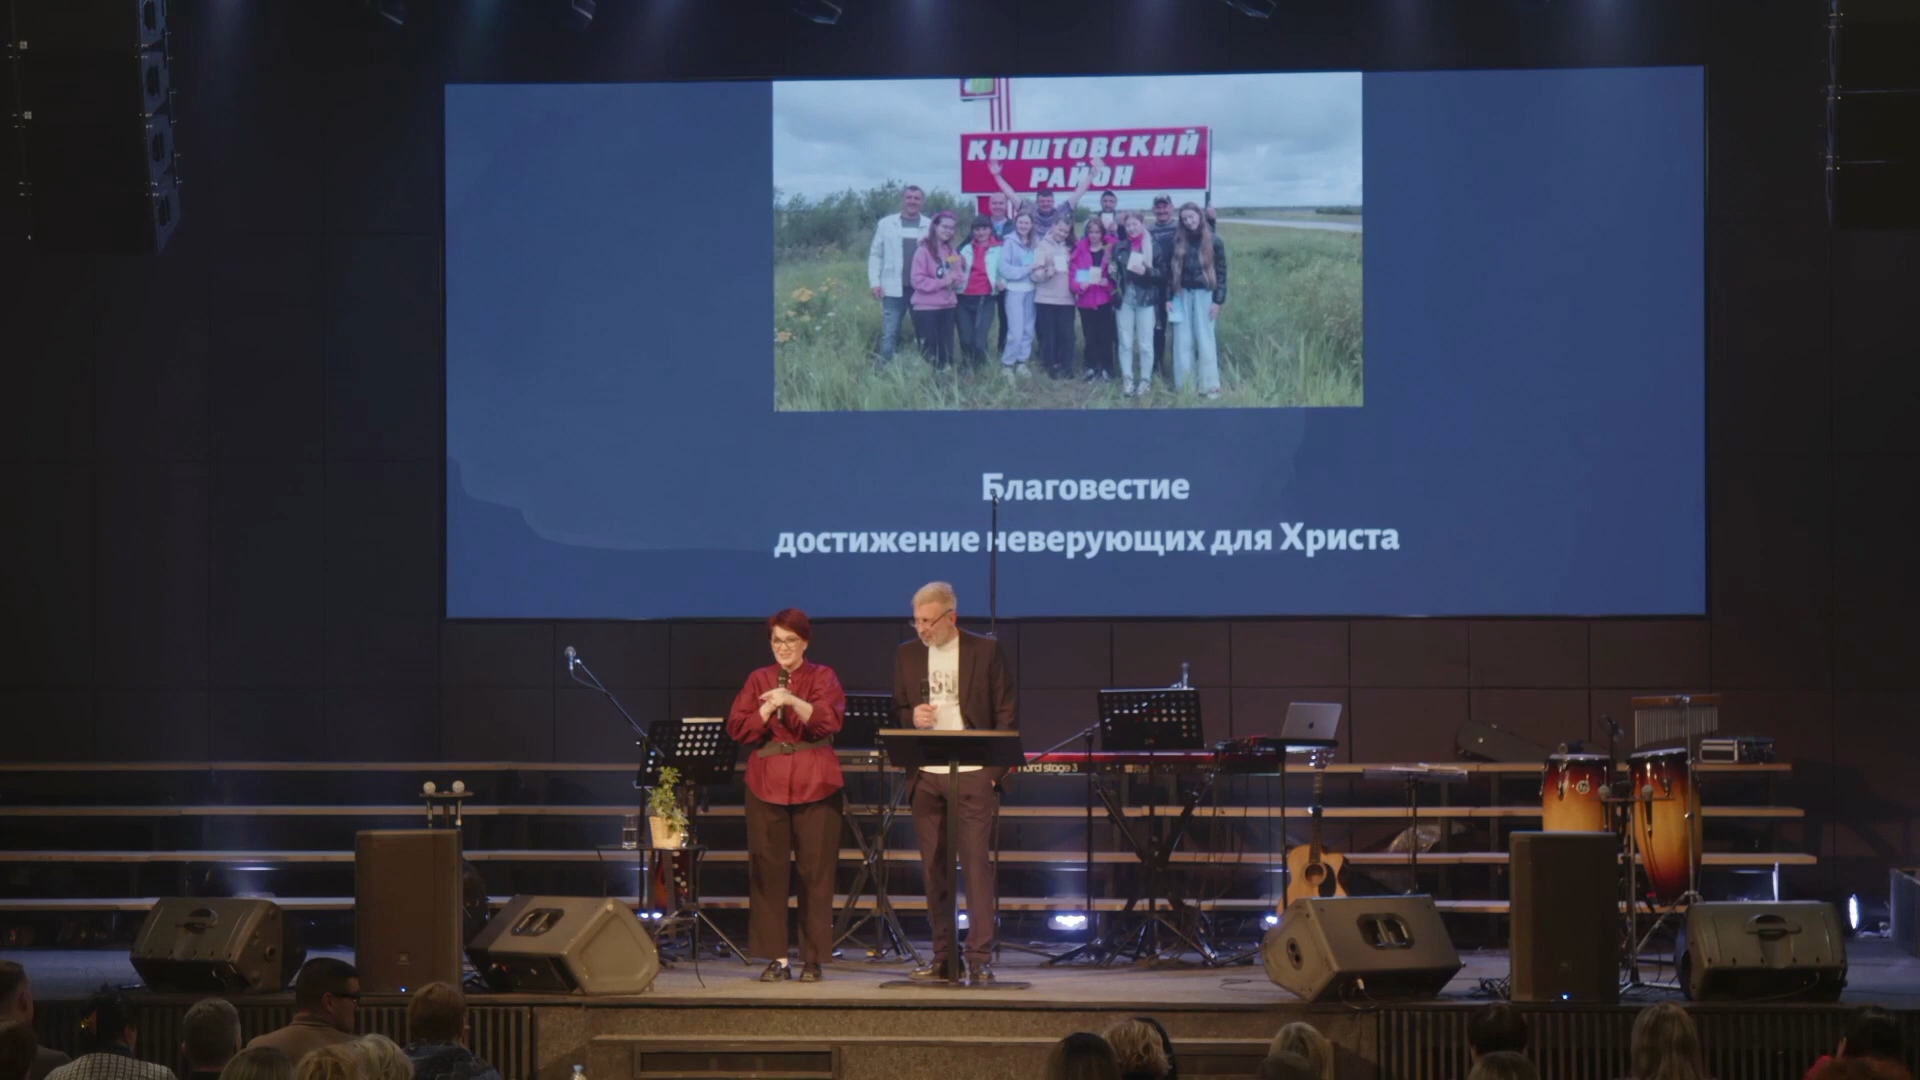 КЫШТОВСКИЙ
РАЙОН
Благовестие
достижение неверующих для Христа
nord stage 3